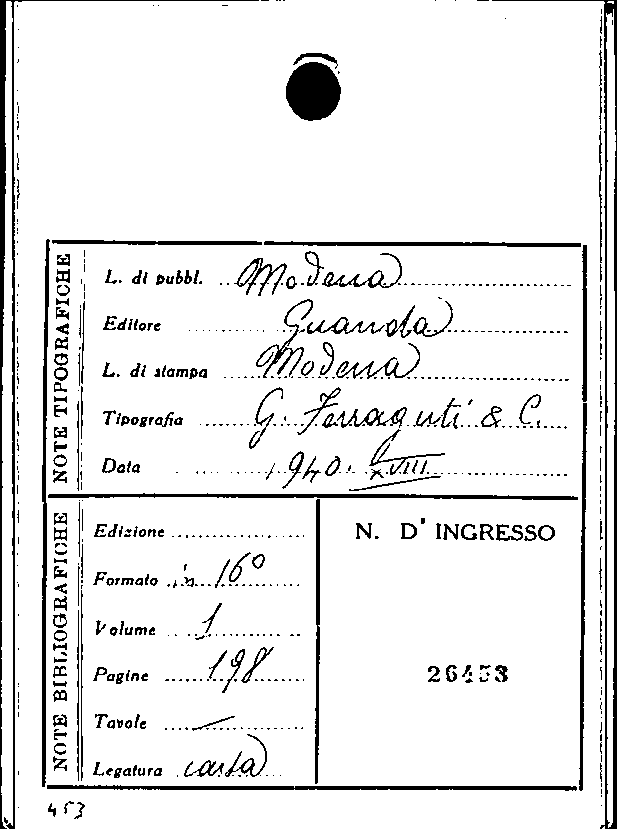 NOTE TIPOGRAFICHE
L. di pubbl. Modena
Editore Guanda
L. di stampa Modena
Tipografia G. Ferraguti & C.
Data 1940. XVIII
NOTE BIBLIOGRAFICHE
Edizione
Formato in 16º
Volume 1
Pagine 198
Tavole —
Legatura carta
N. D' INGRESSO
26453
453